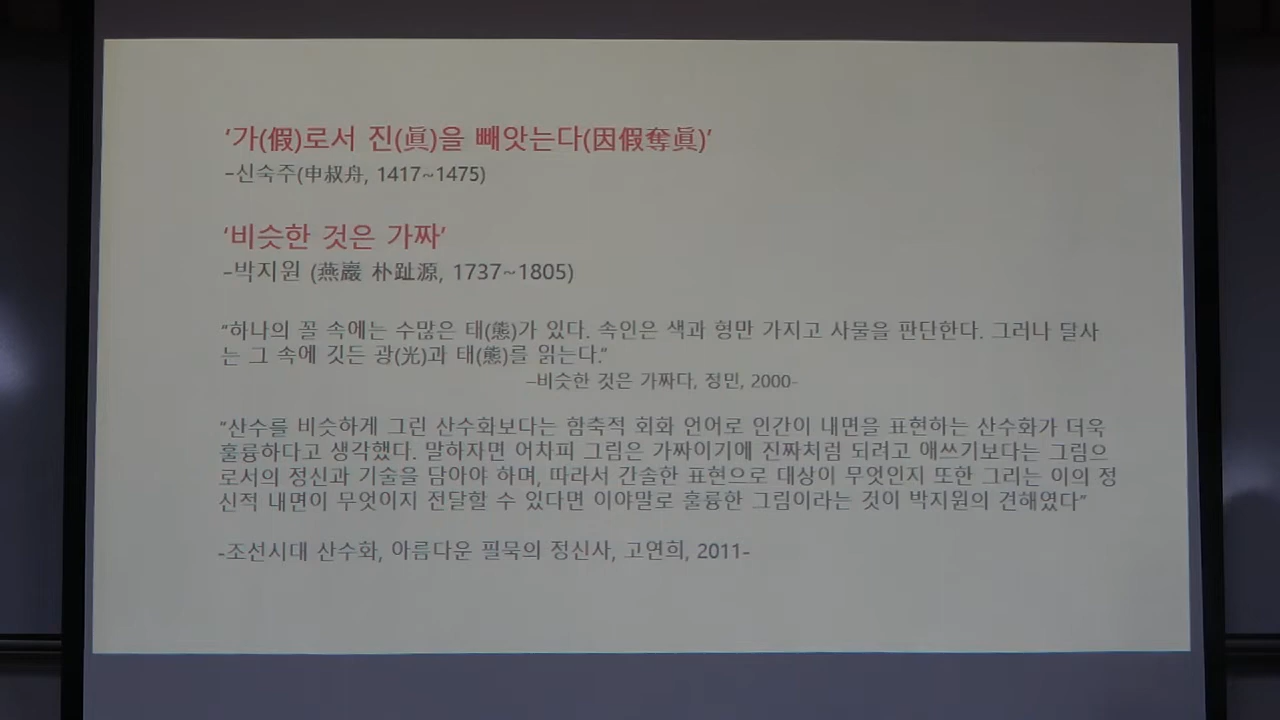 ‘가(假)로서 진(眞)을 빼앗는다(因假奪眞)’
–신숙주(申叔舟, 1417~1475)
‘비슷한 것은 가짜’
–박지원 (燕巖 朴趾源, 1737~1805)
“하나의 꼴 속에는 수많은 태(態)가 있다. 속인은 색과 형만 가지고 사물을 판단한다. 그러나 달사
는 그 속에 깃든 광(光)과 태(態)를 읽는다.”
–비슷한 것은 가짜다, 정민, 2000-
“산수를 비슷하게 그린 산수화보다는 함축적 회화 언어로 인간이 내면을 표현하는 산수화가 더욱
훌륭하다고 생각했다. 말하자면 어차피 그림은 가짜이기에 진짜처럼 되려고 애쓰기보다는 그림으
로서의 정신과 기술을 담아야 하며, 따라서 간솔한 표현으로 대상이 무엇인지 또한 그리는 이의 정
신적 내면이 무엇이지 전달할 수 있다면 이야말로 훌륭한 그림이라는 것이 박지원의 견해였다”
-조선시대 산수화, 아름다운 필묵의 정신사, 고연희, 2011-